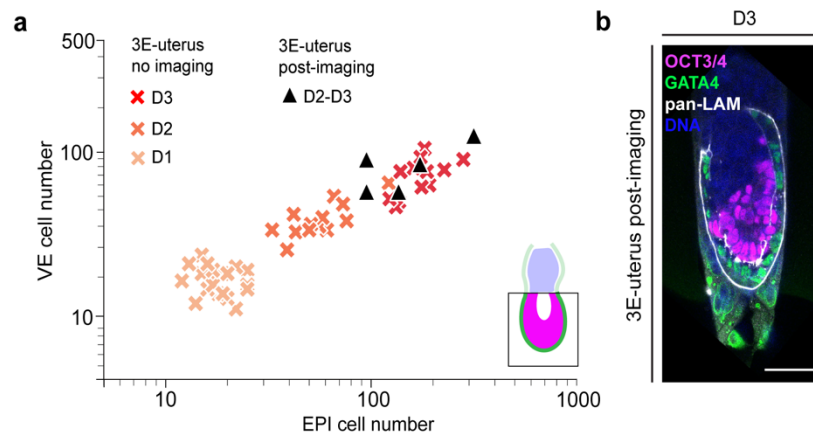 a
3E-uterus no imaging
D3
D2
D1
3E-uterus post-imaging
D2-D3
500
100
10
VE cell number
10
100
1000
EPI cell number
b
D3
OCT3/4
GATA4
pan-LAM
DNA
3E-uterus post-imaging